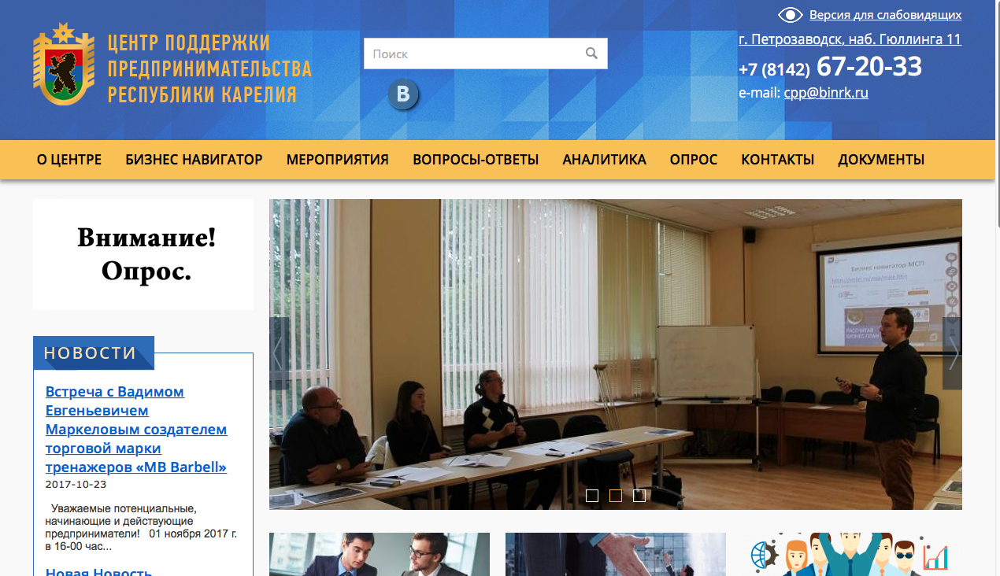 Версия для слабовидящих
ЦЕНТР ПОДДЕРЖКИ
ПРЕДПРИНИМАТЕЛЬСТВА
РЕСПУБЛИКИ КАРЕЛИЯ
Поиск
В
г. Петрозаводск, наб. Гюллинга 11
+7 (8142) 67-20-33
e-mail: cpp@binrk.ru
О ЦЕНТРЕ БИЗНЕС НАВИГАТОР МЕРОПРИЯТИЯ ВОПРОСЫ-ОТВЕТЫ АНАЛИТИКА ОПРОС КОНТАКТЫ ДОКУМЕНТЫ
Внимание!
Опрос.
Бизнес навигатор МСП
РАССЧИТАЙ
БИЗНЕС-ПЛАН
НОВОСТИ
Встреча с Вадимом
Евгеньевичем
Маркеловым создателем
торговой марки
тренажеров «MB Barbell»
2017-10-23
Уважаемые потенциальные,
начинающие и действующие
предприниматели! 01 ноября 2017 г.
в 16-00 час...
Новая Новость